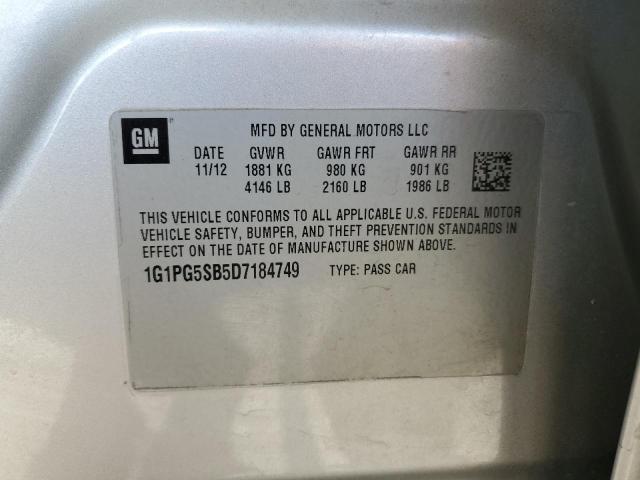 GM
MFD BY GENERAL MOTORS LLC
DATE GVWR GAWR FRT GAWR RR
11/12 1881 KG 980 KG 901 KG
4146 LB 2160 LB 1986 LB
THIS VEHICLE CONFORMS TO ALL APPLICABLE U.S. FEDERAL MOTOR
VEHICLE SAFETY, BUMPER, AND THEFT PREVENTION STANDARDS IN
EFFECT ON THE DATE OF MANUFACTURE SHOWN ABOVE.
1G1PG5SB5D7184749 TYPE: PASS CAR